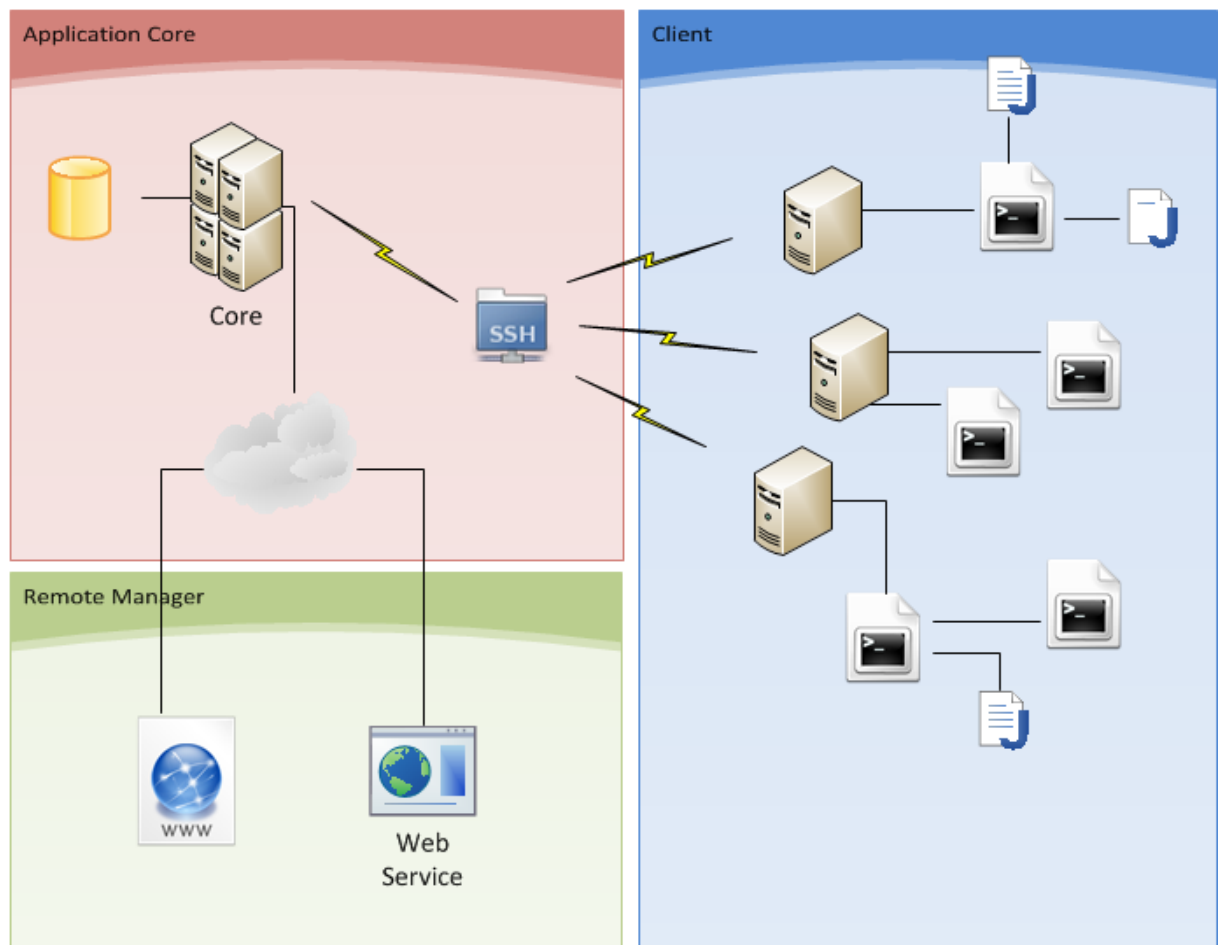 Application Core
Client
Core
SSH
>_
>_
>_
>_
>_
Remote Manager
www
Web
Service